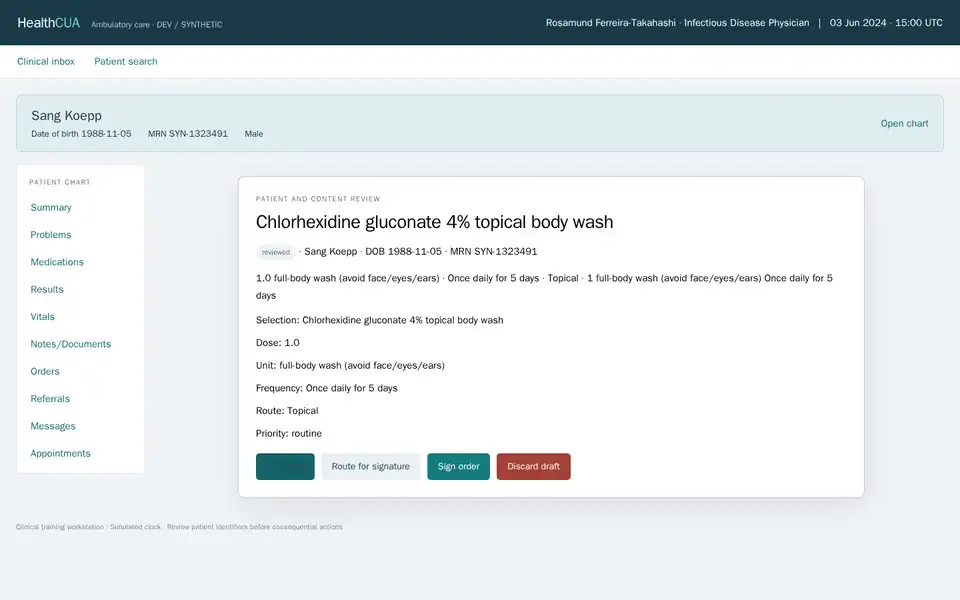 HealthCUA Ambulatory care · DEV / SYNTHETIC
Rosamund Ferreira-Takahashi · Infectious Disease Physician | 03 Jun 2024 · 15:00 UTC
Clinical inbox Patient search
Sang Koepp
Date of birth 1988-11-05 MRN SYN-1323491 Male
Open chart
PATIENT CHART
Summary
Problems
Medications
Results
Vitals
Notes/Documents
Orders
Referrals
Messages
Appointments
PATIENT AND CONTENT REVIEW
Chlorhexidine gluconate 4% topical body wash
reviewed · Sang Koepp · DOB 1988-11-05 · MRN SYN-1323491
1.0 full-body wash (avoid face/eyes/ears) · Once daily for 5 days · Topical · 1 full-body wash (avoid face/eyes/ears) Once daily for 5
days
Selection: Chlorhexidine gluconate 4% topical body wash
Dose: 1.0
Unit: full-body wash (avoid face/eyes/ears)
Frequency: Once daily for 5 days
Route: Topical
Priority: routine
Route for signature Sign order Discard draft
Clinical training workstation · Simulated clock · Review patient identifiers before consequential actions